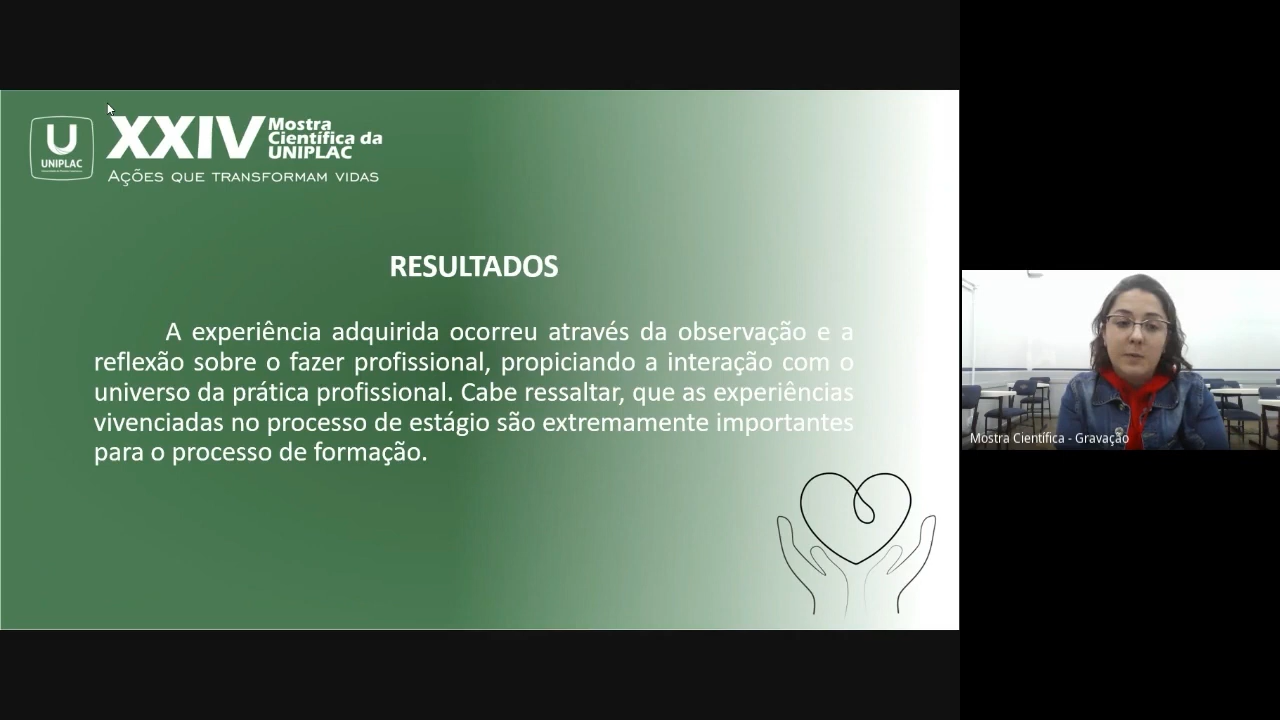 U
UNIPLAC
XXIV Mostra
Científica da
UNIPLAC
AÇÕES QUE TRANSFORMAM VIDAS
RESULTADOS
A experiência adquirida ocorreu através da observação e a
reflexão sobre o fazer profissional, propiciando a interação com o
universo da prática profissional. Cabe ressaltar, que as experiências
vivenciadas no processo de estágio são extremamente importantes
para o processo de formação.
Mostra Científica - Gravação